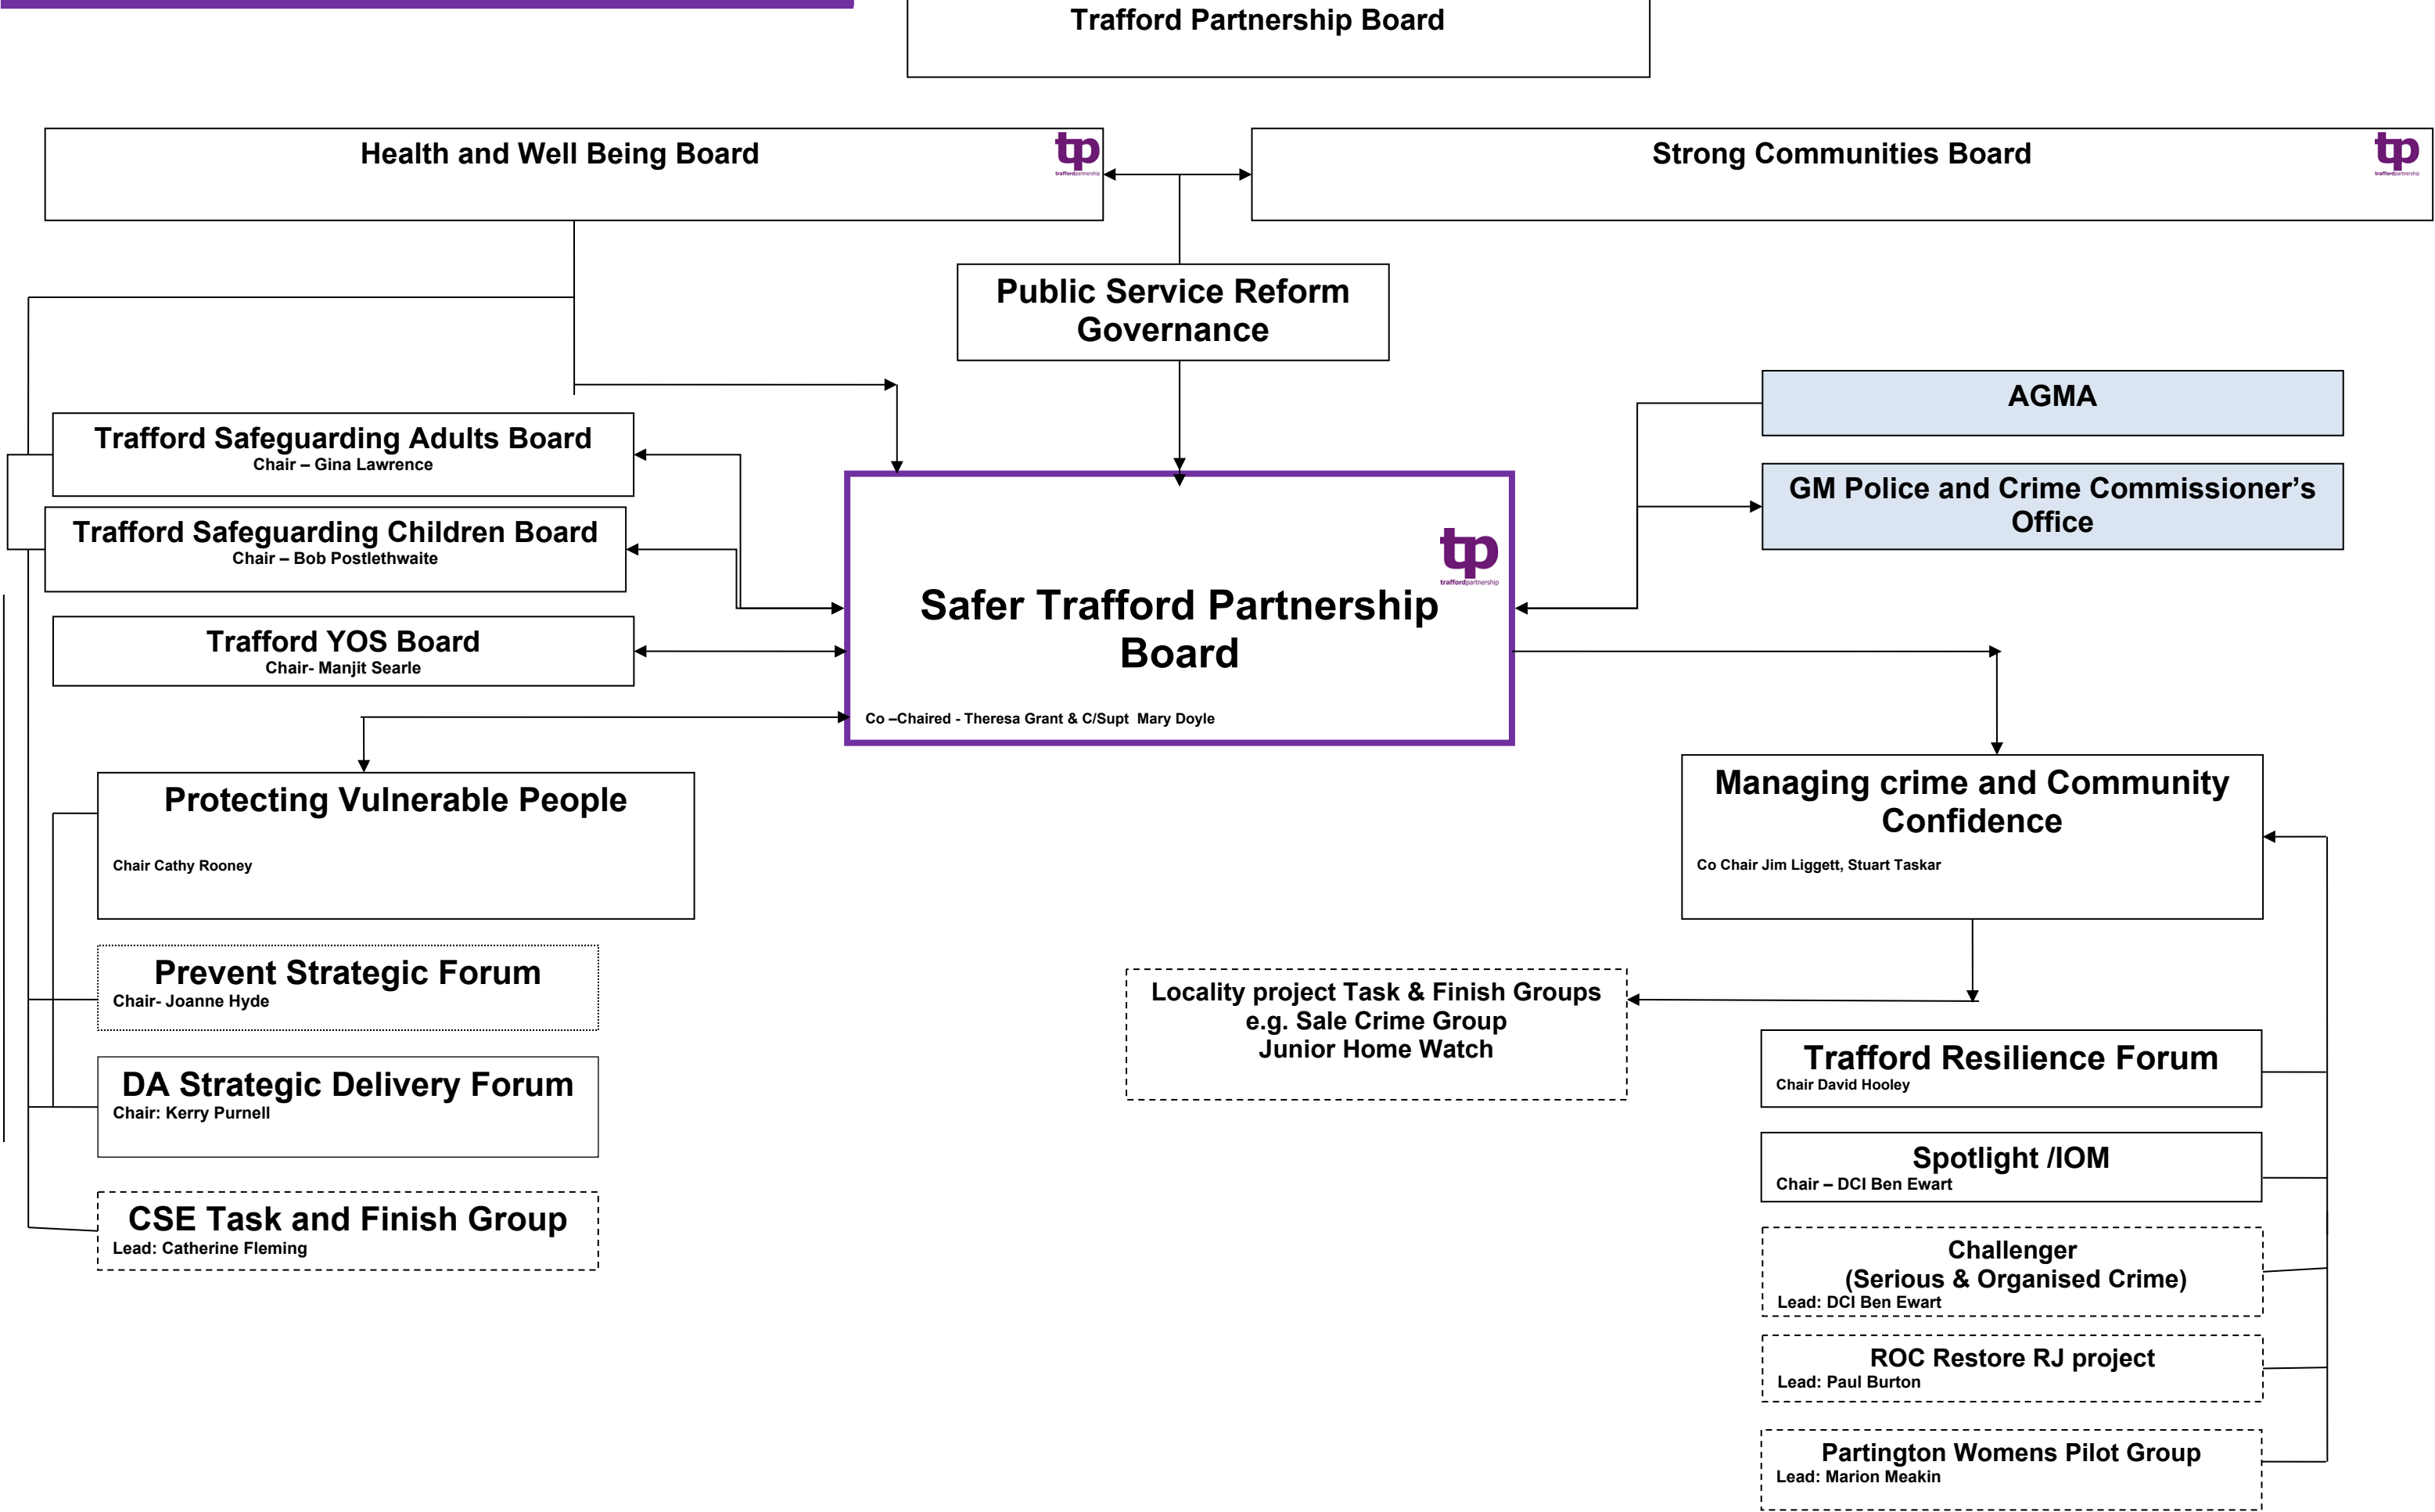 Trafford Partnership Board
Health and Well Being Board
tp
traffordpartnership
Strong Communities Board
tp
traffordpartnership
Public Service Reform
Governance
AGMA
GM Police and Crime Commissioner’s
Office
Trafford Safeguarding Adults Board
Chair – Gina Lawrence
Trafford Safeguarding Children Board
Chair – Bob Postlethwaite
Trafford YOS Board
Chair- Manjit Searle
tp
traffordpartnership
Safer Trafford Partnership
Board
Co –Chaired - Theresa Grant & C/Supt  Mary Doyle
Protecting Vulnerable People
Chair Cathy Rooney
Managing crime and Community
Confidence
Co Chair Jim Liggett, Stuart Taskar
Prevent Strategic Forum
Chair- Joanne Hyde
DA Strategic Delivery Forum
Chair: Kerry Purnell
CSE Task and Finish Group
Lead: Catherine Fleming
Locality project Task & Finish Groups
e.g. Sale Crime Group
Junior Home Watch
Trafford Resilience Forum
Chair David Hooley
Spotlight /IOM
Chair – DCI Ben Ewart
Challenger
(Serious & Organised Crime)
Lead: DCI Ben Ewart
ROC Restore RJ project
Lead: Paul Burton
Partington Womens Pilot Group
Lead: Marion Meakin